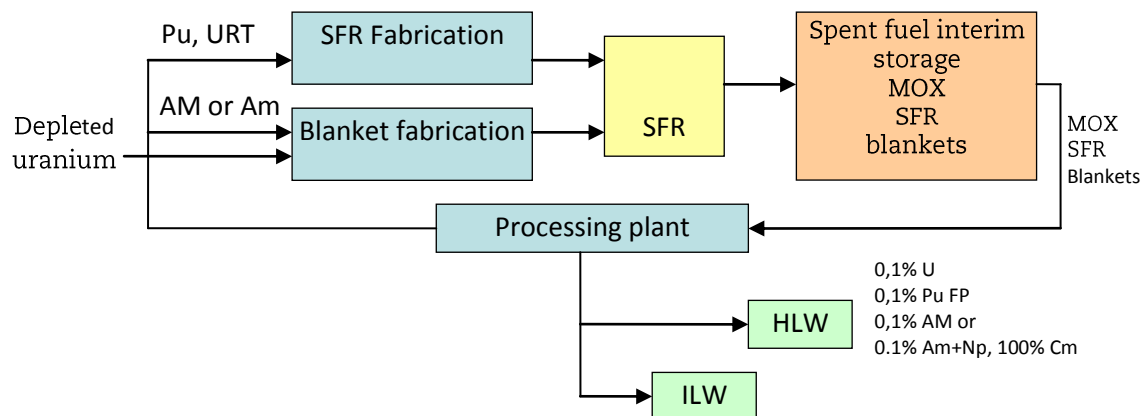 Pu, URT
SFR Fabrication
Spent fuel interim
storage
MOX
SFR
blankets
AM or Am
Blanket fabrication
SFR
Depleted
uranium
MOX
SFR
Blankets
Processing plant
0,1% U
0,1% Pu FP
0,1% AM or
0.1% Am+Np, 100% Cm
HLW
ILW